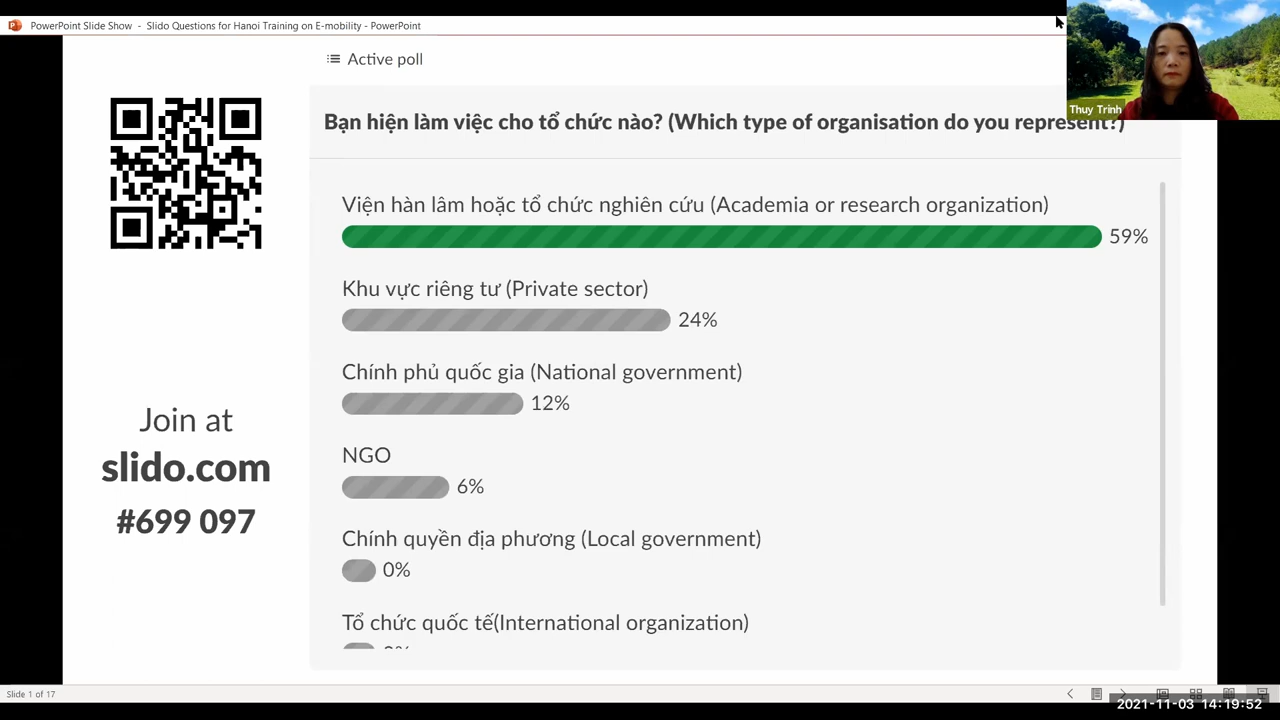 PowerPoint Slide Show - Slido Questions for Hanoi Training on E-mobility - PowerPoint
Thuy Trinh
Active poll
Bạn hiện làm việc cho tổ chức nào? (Which type of organisation do you represent?)
Viện hàn lâm hoặc tổ chức nghiên cứu (Academia or research organization)
59%
Khu vực riêng tư (Private sector)
24%
Chính phủ quốc gia (National government)
12%
NGO
6%
Chính quyền địa phương (Local government)
0%
Tổ chức quốc tế(International organization)
Join at
slido.com
#699 097
Slide 1 of 17
2021-11-03 14:19:52